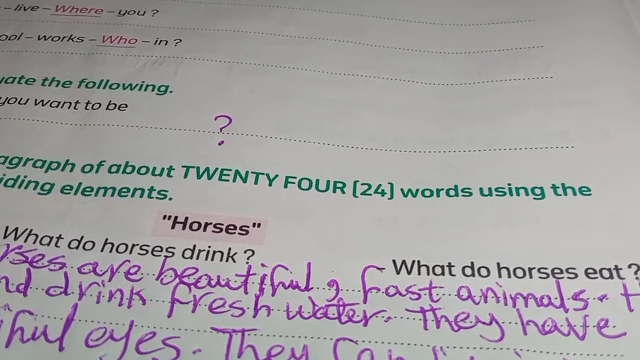 – live – Where – you ?
ool – works – Who – in ?
uate the following.
you want to be
?
agraph of about TWENTY FOUR (24) words using the
iding elements.
"Horses"
What do horses drink ? What do horses eat ?
rses are beautiful, fast animals. t
nd drink fresh water. They have
iful eyes. They can